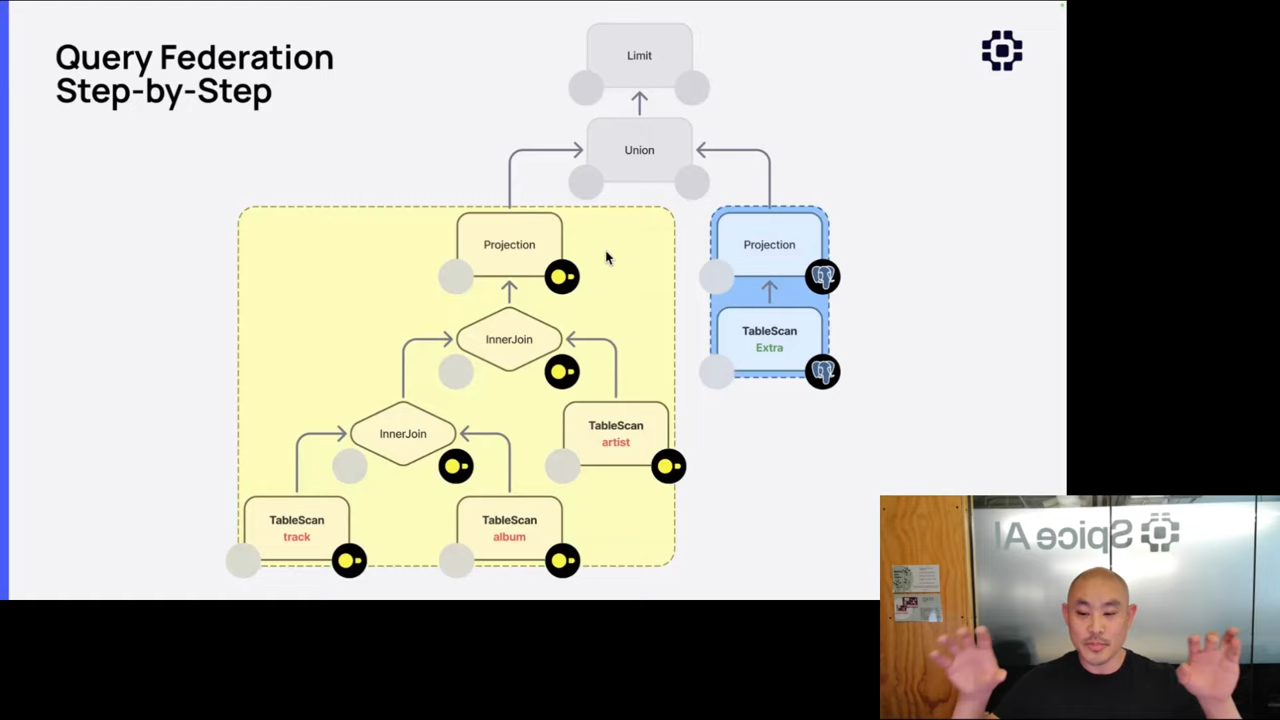 Query Federation
Step-by-Step
Limit
Union
Projection
Projection
InnerJoin
TableScan
Extra
InnerJoin
TableScan
artist
TableScan
track
TableScan
album
Spice AI